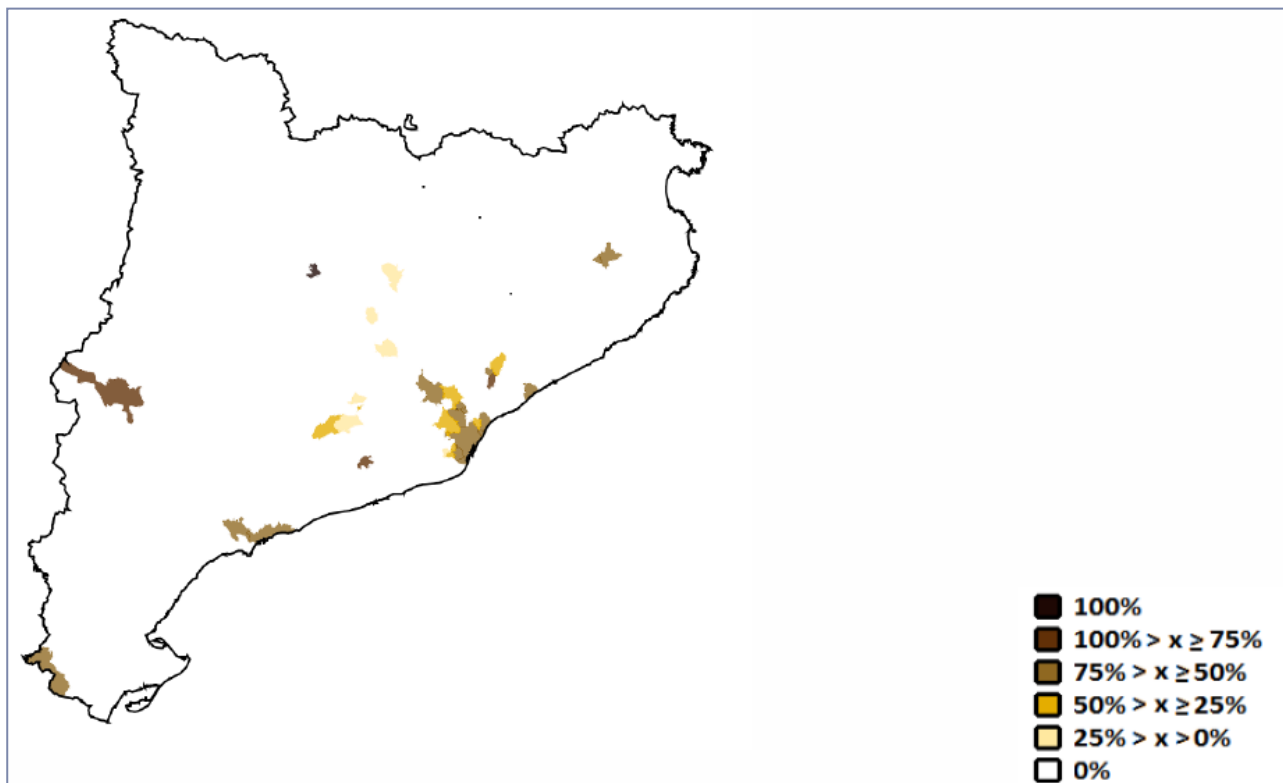 100%
100% > x ≥ 75%
75% > x ≥ 50%
50% > x ≥ 25%
25% > x > 0%
0%